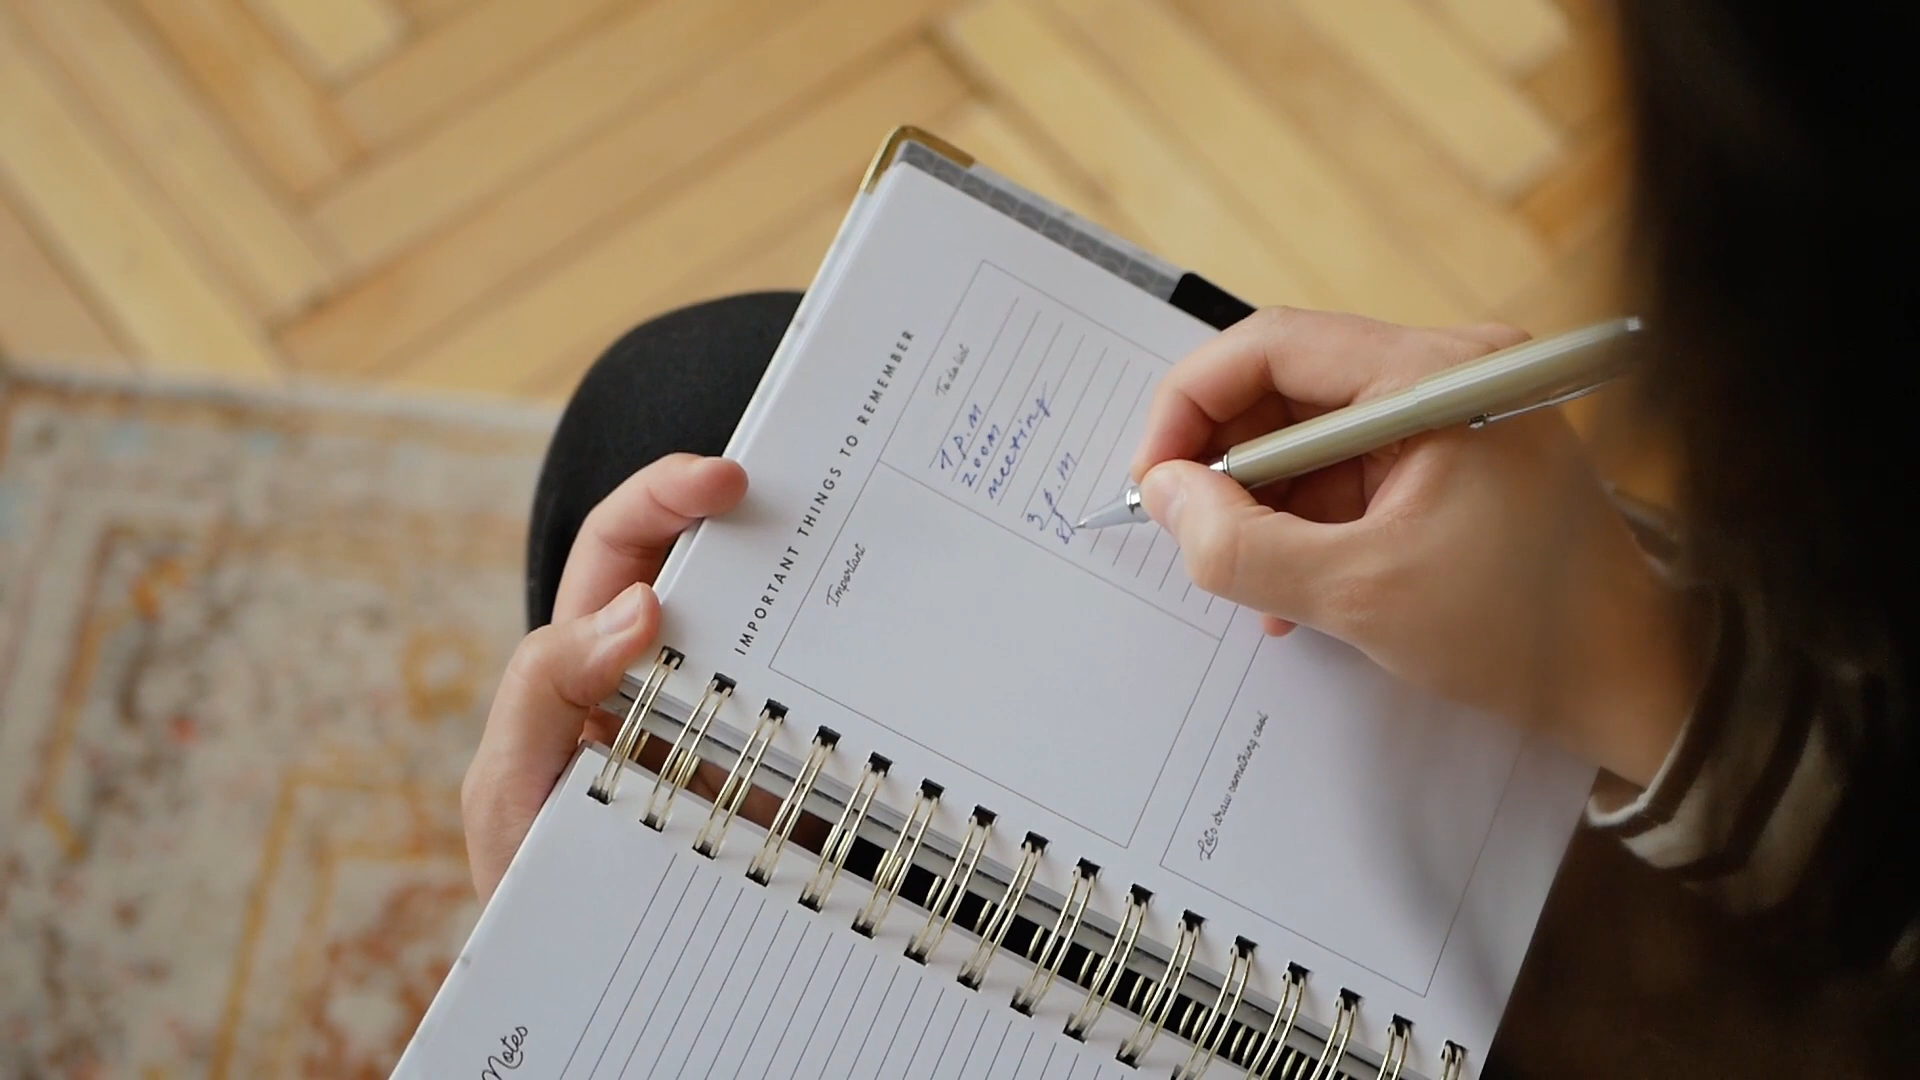 IMPORTANT THINGS TO REMEMBER
To do list
1 P.M
zoom
meeting
3 p.m
Important
Let's draw something cool
Notes